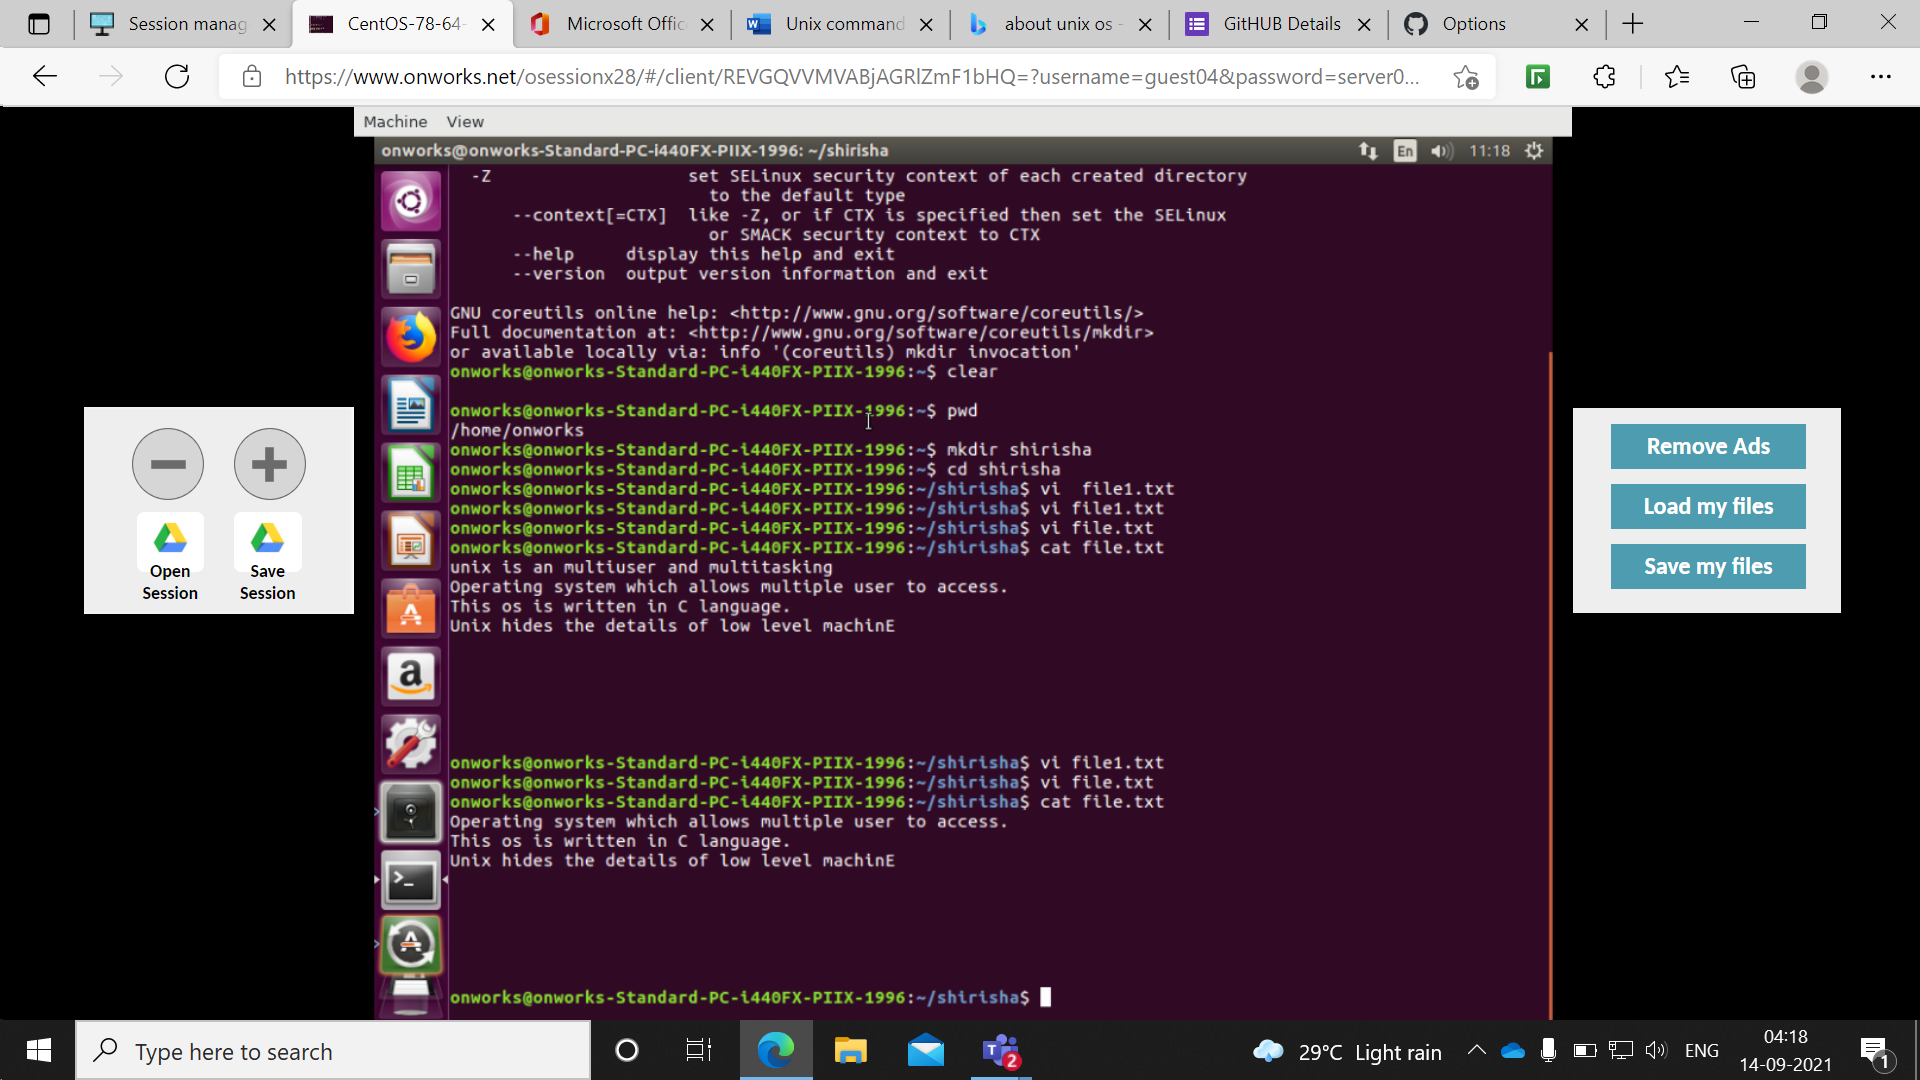 Session manag
CentOS-78-64-
Microsoft Offic
Unix command
about unix os -
GitHUB Details
Options
https://www.onworks.net/osessionx28/#/client/REVGQVVMVABjAGRlZmF1bHQ=?username=guest04&password=server0...
Machine View
onworks@onworks-Standard-PC-i440FX-PIIX-1996: ~/shirisha
En
11:18
-Z set SELinux security context of each created directory
to the default type
--context[=CTX] like -Z, or if CTX is specified then set the SELinux
or SMACK security context to CTX
--help display this help and exit
--version output version information and exit
GNU coreutils online help: <http://www.gnu.org/software/coreutils/>
Full documentation at: <http://www.gnu.org/software/coreutils/mkdir>
or available locally via: info '(coreutils) mkdir invocation'
onworks@onworks-Standard-PC-i440FX-PIIX-1996:~$ clear
onworks@onworks-Standard-PC-i440FX-PIIX-1996:~$ pwd
/home/onworks
onworks@onworks-Standard-PC-i440FX-PIIX-1996:~$ mkdir shirisha
onworks@onworks-Standard-PC-i440FX-PIIX-1996:~$ cd shirisha
onworks@onworks-Standard-PC-i440FX-PIIX-1996:~/shirisha$ vi  file1.txt
onworks@onworks-Standard-PC-i440FX-PIIX-1996:~/shirisha$ vi file1.txt
onworks@onworks-Standard-PC-i440FX-PIIX-1996:~/shirisha$ vi file.txt
onworks@onworks-Standard-PC-i440FX-PIIX-1996:~/shirisha$ cat file.txt
unix is an multiuser and multitasking
Operating system which allows multiple user to access.
This os is written in C language.
Unix hides the details of low level machinE
onworks@onworks-Standard-PC-i440FX-PIIX-1996:~/shirisha$ vi file1.txt
onworks@onworks-Standard-PC-i440FX-PIIX-1996:~/shirisha$ vi file.txt
onworks@onworks-Standard-PC-i440FX-PIIX-1996:~/shirisha$ cat file.txt
Operating system which allows multiple user to access.
This os is written in C language.
Unix hides the details of low level machinE
onworks@onworks-Standard-PC-i440FX-PIIX-1996:~/shirisha$
Open
Session
Save
Session
Remove Ads
Load my files
Save my files
Type here to search
2
29°C Light rain
ENG
04:18
14-09-2021
1